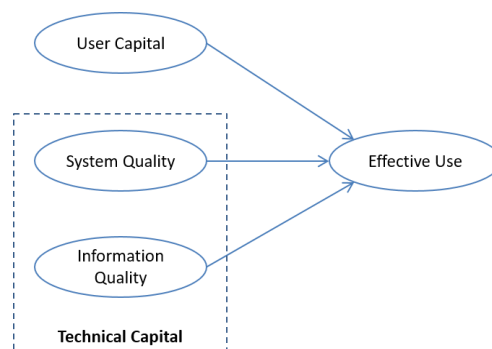 User Capital
System Quality
Effective Use
Information
Quality
Technical Capital